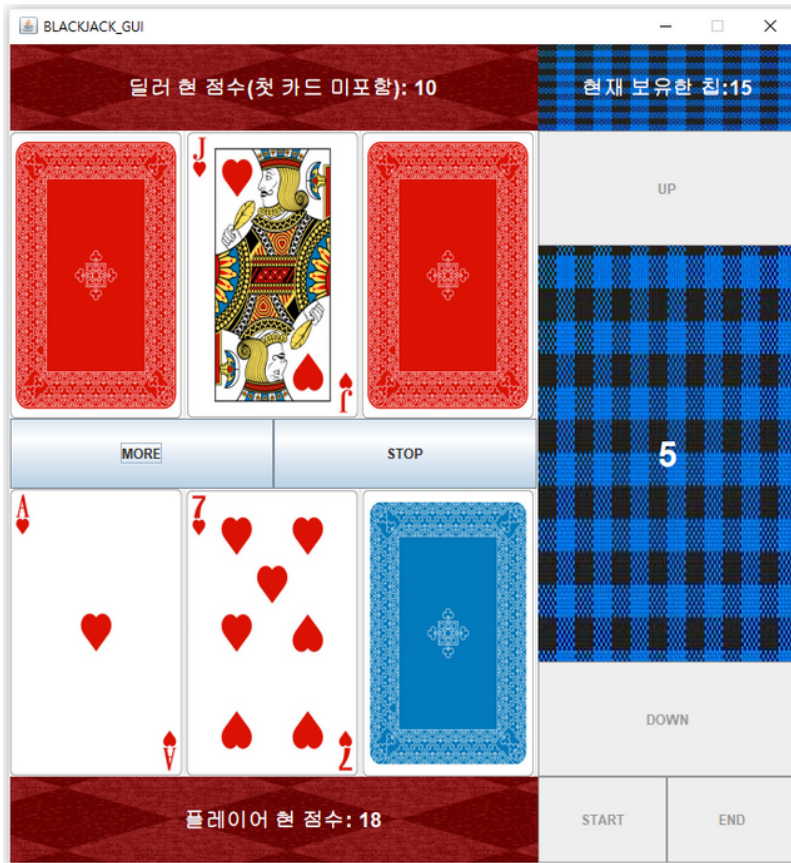 BLACKJACK_GUI
딜러 현 점수(첫 카드 미포함): 10
현재 보유한 칩:15
J
J
UP
MORE
STOP
5
A
A
7
7
DOWN
플레이어 현 점수: 18
START
END